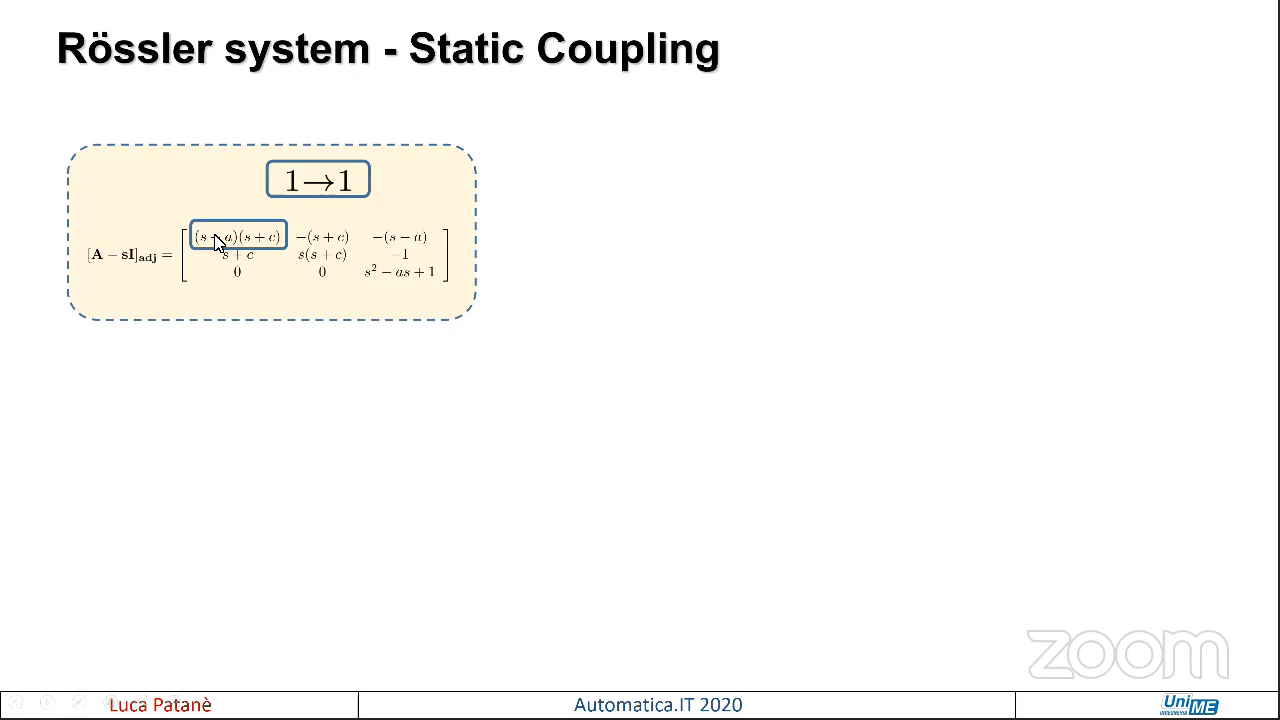 Rössler system - Static Coupling
1→1
[A − sI]adj = [ (s − a)(s + c) −(s + c) −(s − a)
s + c s(s + c) −1
0 0 s² − as + 1 ]
zoom
Luca Patanè
Automatica.IT 2020
UniME